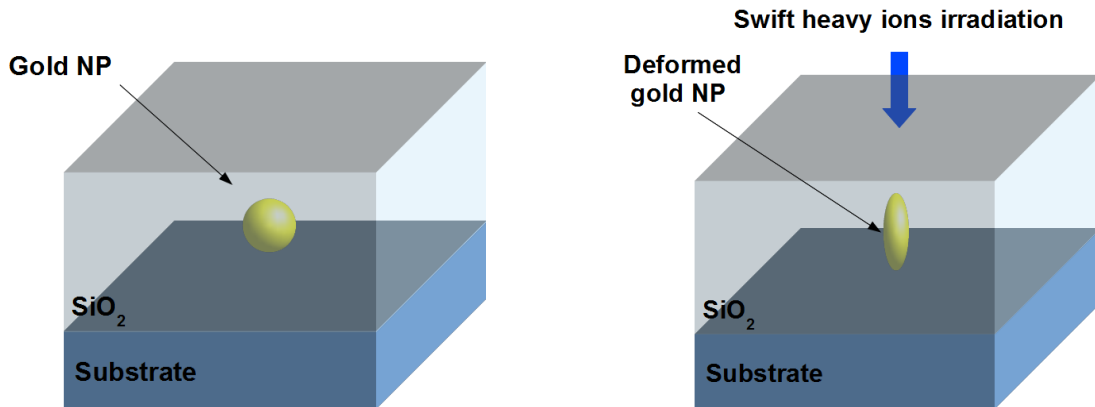 Gold NP
SiO2
Substrate
Swift heavy ions irradiation
Deformed
gold NP
SiO2
Substrate